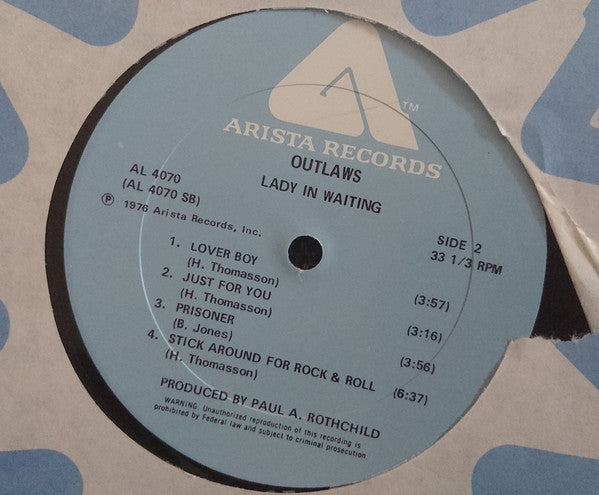 TM
ARISTA RECORDS
OUTLAWS
LADY IN WAITING
AL 4070
(AL 4070 SB)
Ⓟ 1976 Arista Records, Inc.
SIDE 2
33 1/3 RPM
1. LOVER BOY
(H. Thomasson) (3:57)
2. JUST FOR YOU
(H. Thomasson) (3:16)
3. PRISONER
(B. Jones) (3:56)
4. STICK AROUND FOR ROCK & ROLL
(H. Thomasson) (6:37)
PRODUCED BY PAUL A. ROTHCHILD
WARNING: Unauthorized reproduction of this recording is
prohibited by Federal law and subject to criminal prosecution.